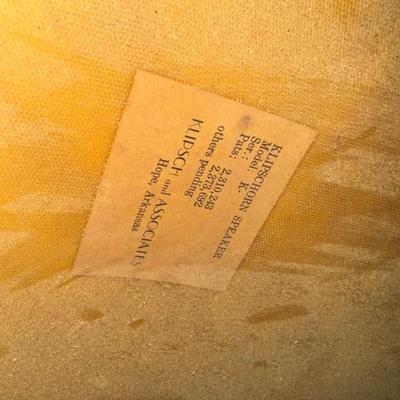 KLIPSCHORN SPEAKER
Model: K.
Ser.:
Pats: 2,310,243
2,373,692
others pending
KLIPSCH and ASSOCIATES
Hope, Arkansas